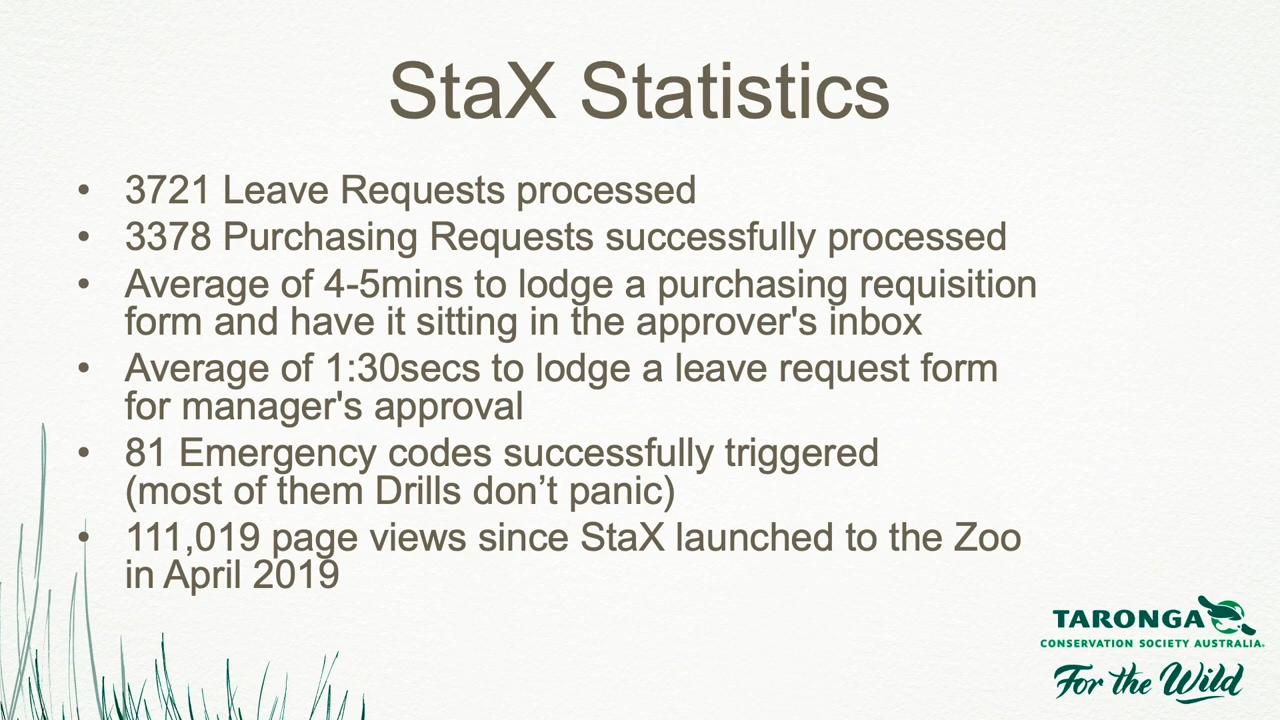 StaX Statistics
• 3721 Leave Requests processed
• 3378 Purchasing Requests successfully processed
• Average of 4-5mins to lodge a purchasing requisition
form and have it sitting in the approver's inbox
• Average of 1:30secs to lodge a leave request form
for manager's approval
• 81 Emergency codes successfully triggered
(most of them Drills don’t panic)
• 111,019 page views since StaX launched to the Zoo
in April 2019
TARONGA
CONSERVATION SOCIETY AUSTRALIA
For the Wild